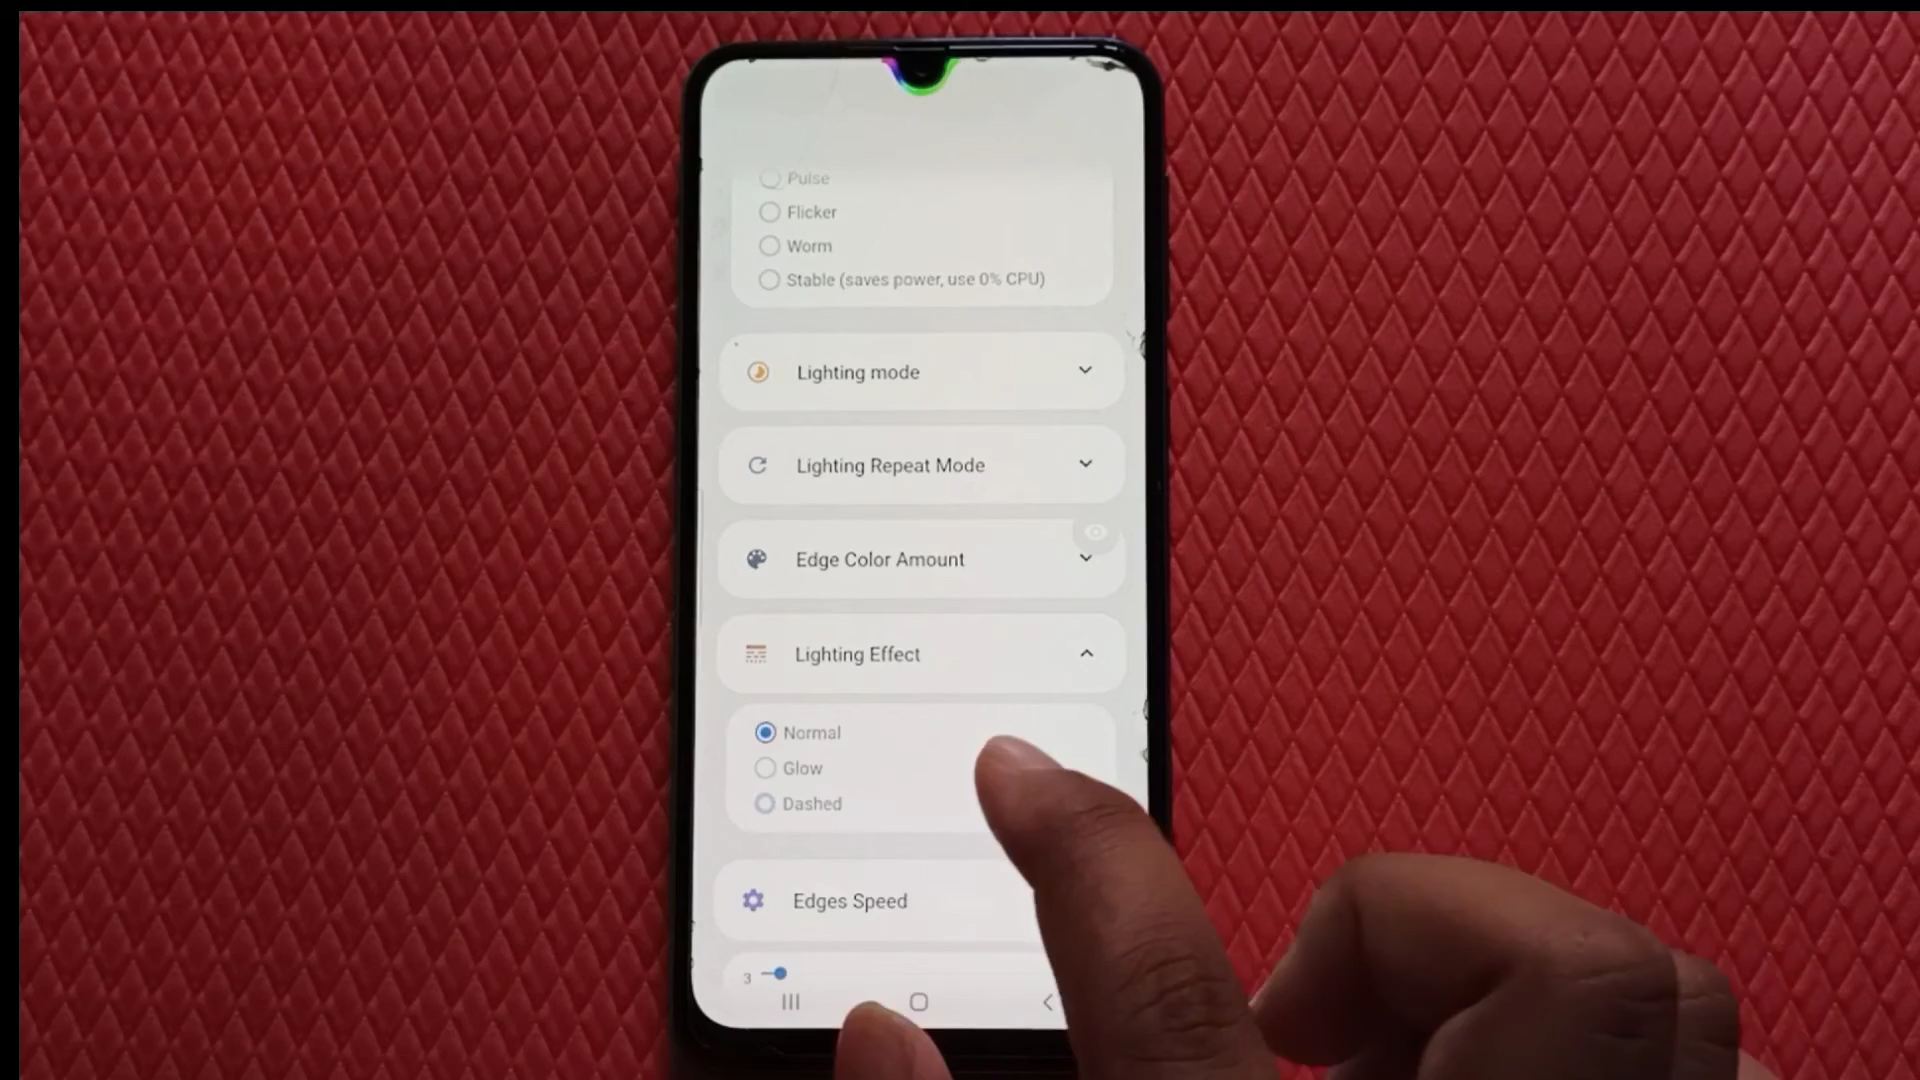 Pulse
Flicker
Worm
Stable (saves power, use 0% CPU)
Lighting mode
Lighting Repeat Mode
Edge Color Amount
Lighting Effect
Normal
Glow
Dashed
Edges Speed
3